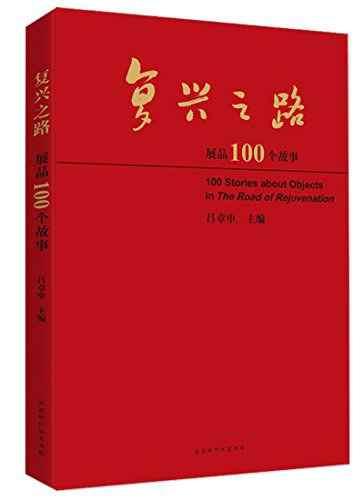 复兴之路
展品100个故事
100 Stories about Objects
in The Road of Rejuvenation
吕章申 主编
复兴之路
展品100个故事
吕章申 主编